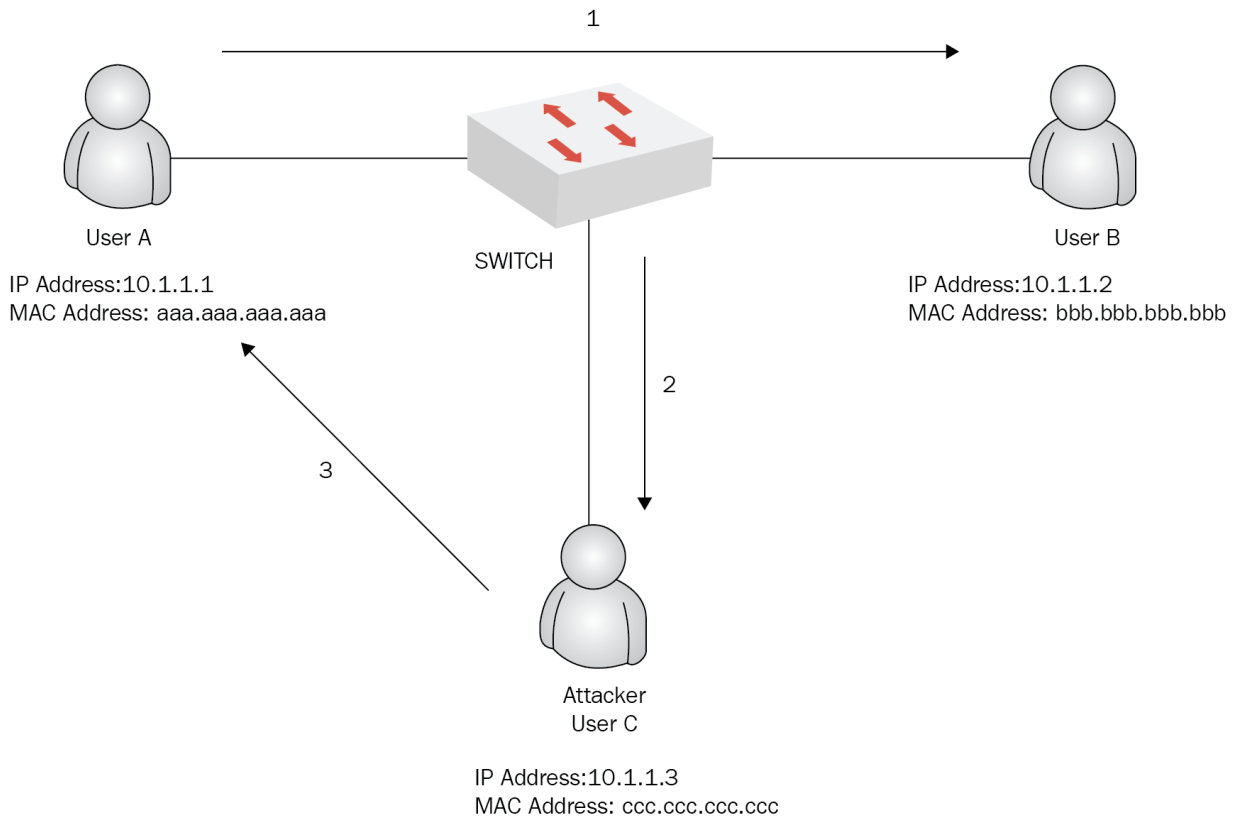 1
User A
IP Address:10.1.1.1
MAC Address: aaa.aaa.aaa.aaa
SWITCH
User B
IP Address:10.1.1.2
MAC Address: bbb.bbb.bbb.bbb
2
3
Attacker
User C
IP Address:10.1.1.3
MAC Address: ccc.ccc.ccc.ccc